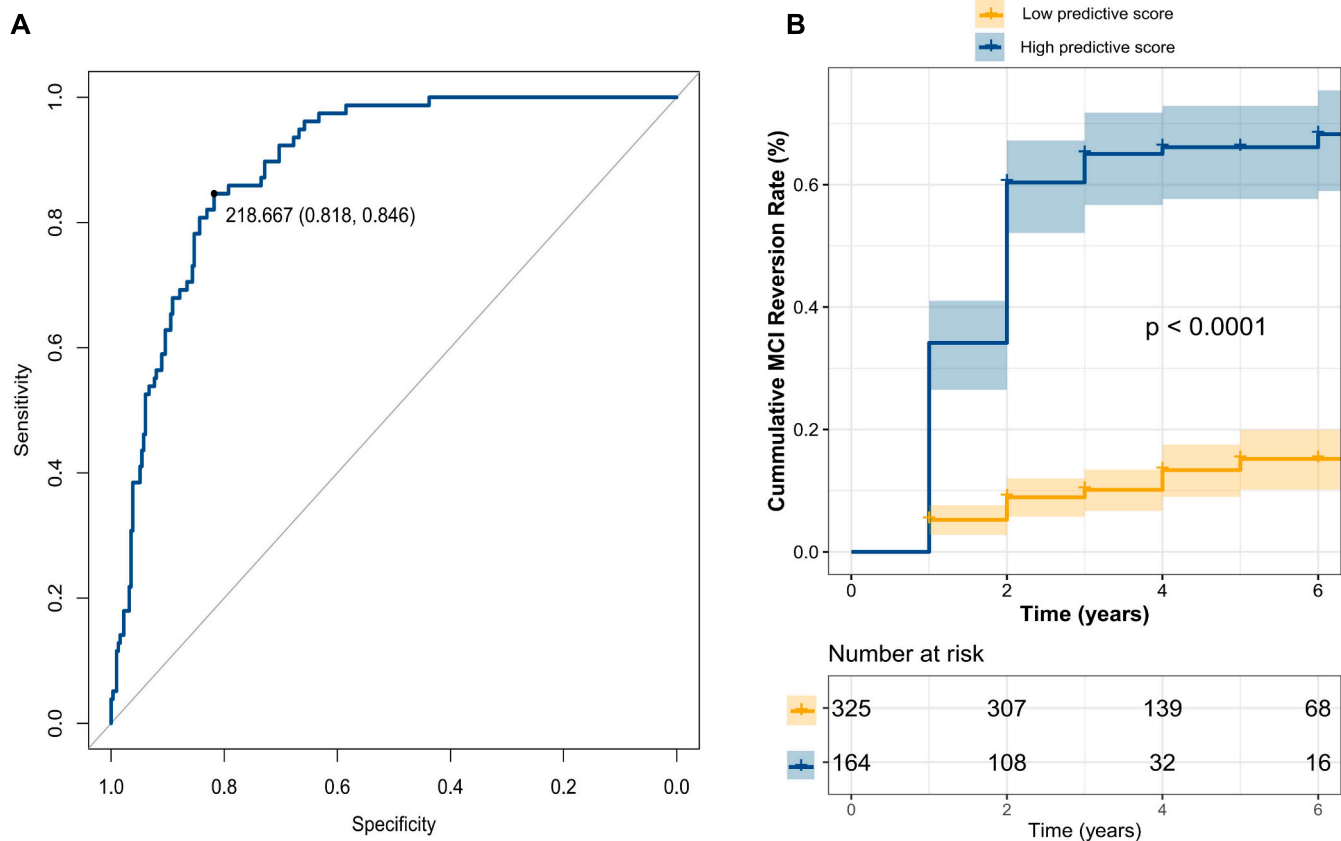 A
1.0
0.8
0.6
0.4
0.2
0.0
Sensitivity
218.667 (0.818, 0.846)
1.0 0.8 0.6 0.4 0.2 0.0
Specificity
B
Low predictive score
High predictive score
Cummulative MCI Reversion Rate (%)
0.6
0.4
0.2
0.0
p < 0.0001
0 2 4 6
Time (years)
Number at risk
325 307 139 68
164 108 32 16
0 2 4 6
Time (years)